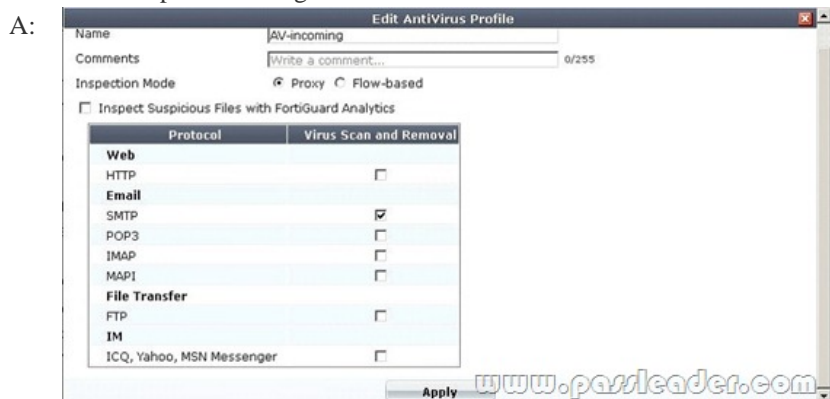 A:
Edit AntiVirus Profile
Name AV-incoming
Comments Write a comment... 0/255
Inspection Mode Proxy Flow-based
Inspect Suspicious Files with FortiGuard Analytics
Protocol Virus Scan and Removal
Web
HTTP
Email
SMTP
POP3
IMAP
MAPI
File Transfer
FTP
IM
ICQ, Yahoo, MSN Messenger
Apply
www.passleader.com